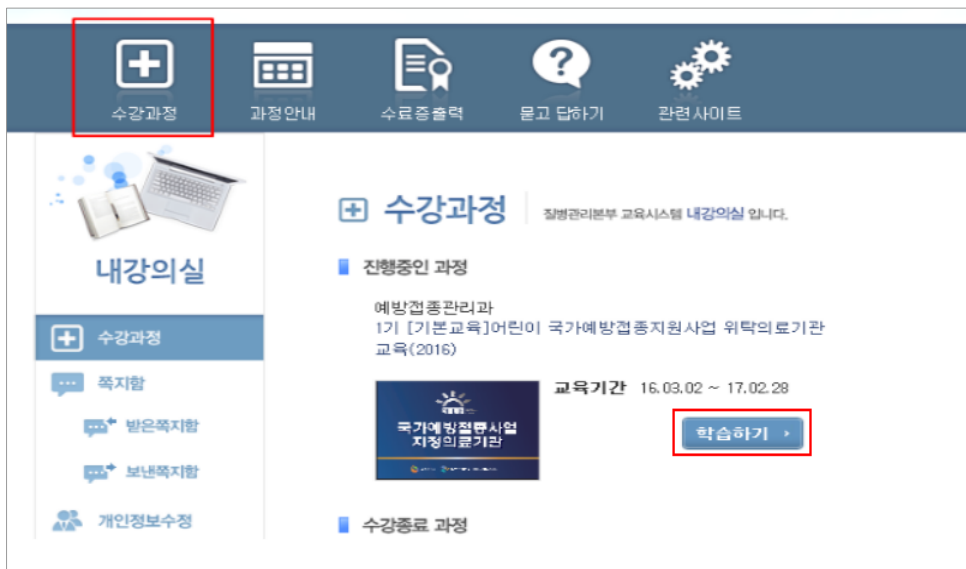 수강과정
과정안내
수료증출력
묻고 답하기
관련사이트
내강의실
수강과정
쪽지함
받은쪽지함
보낸쪽지함
개인정보수정
수강과정
질병관리본부 교육시스템 내강의실 입니다.
진행중인 과정
예방접종관리과
1기 [기본교육]어린이 국가예방접종지원사업 위탁의료기관
교육(2016)
국가예방접종사업
지정의료기관
교육기간 16.03.02 ~ 17.02.28
학습하기
수강종료 과정